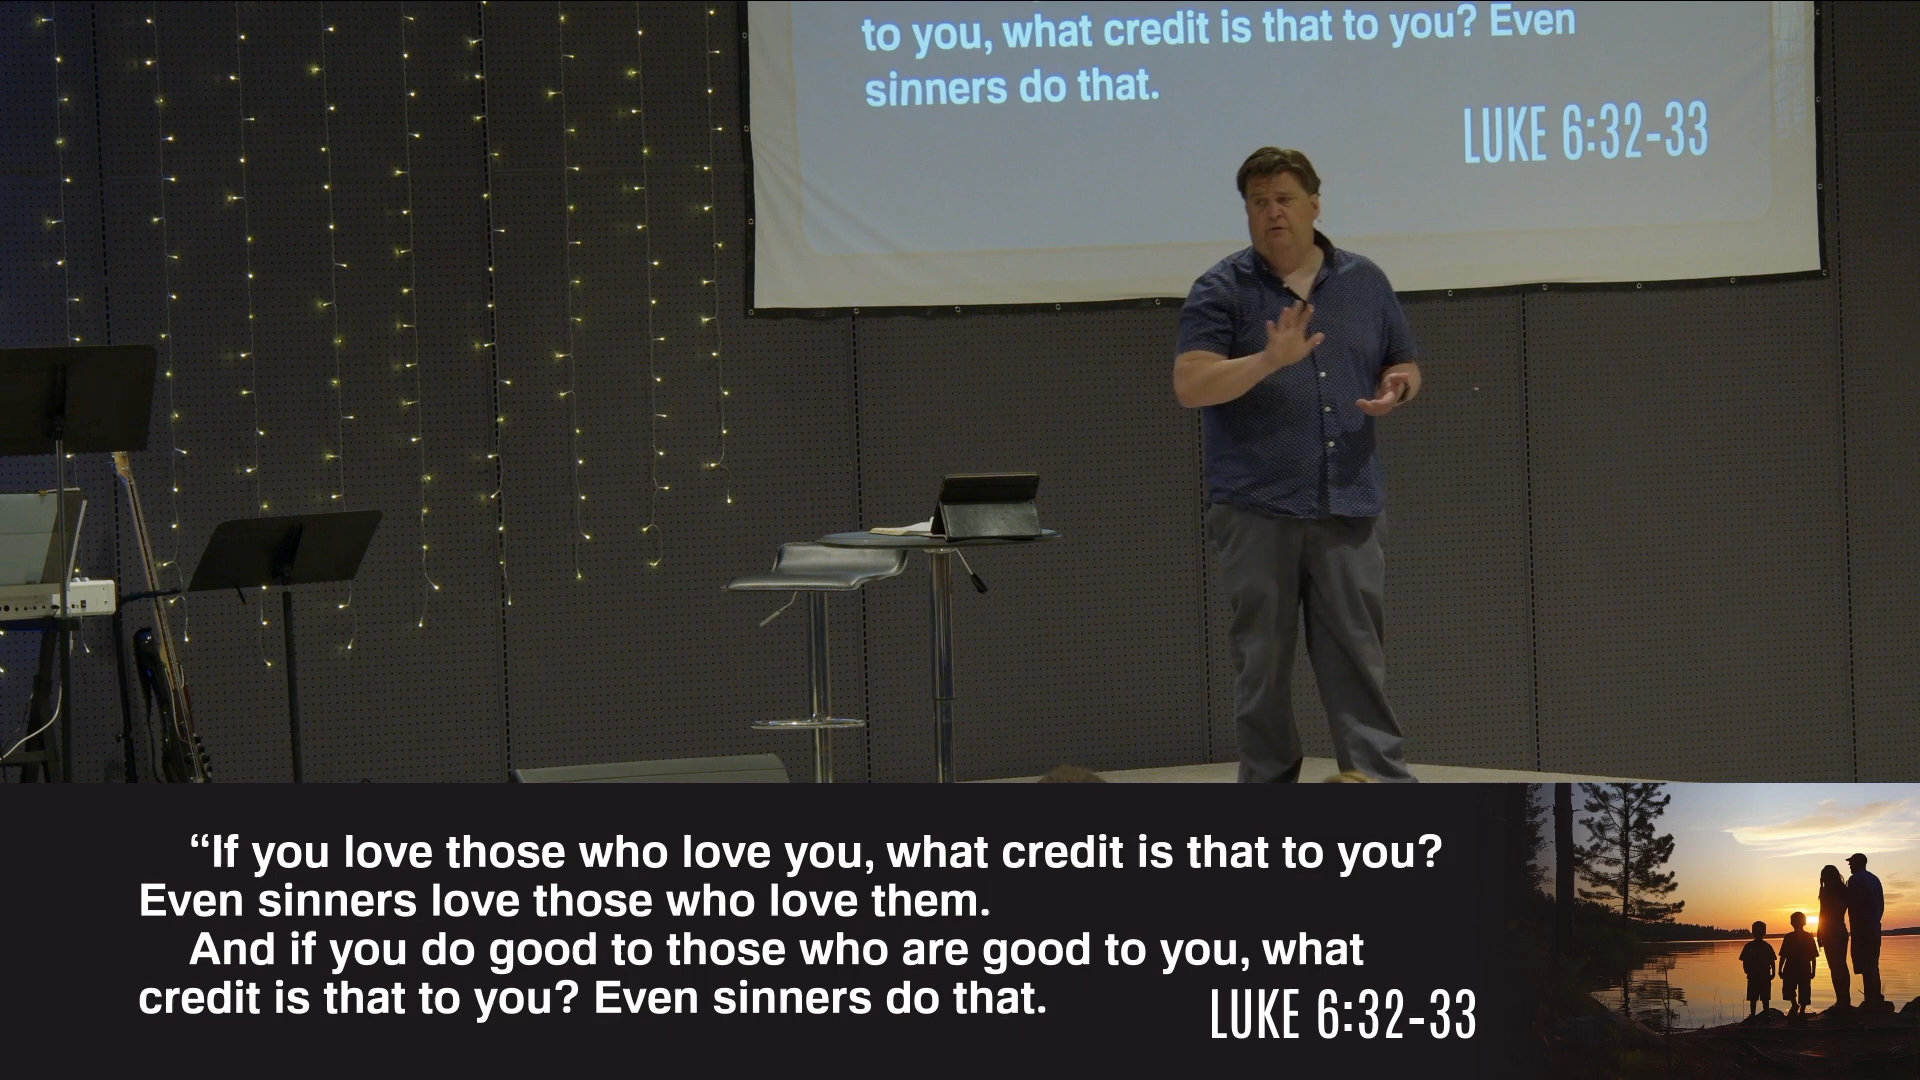 to you, what credit is that to you? Even
sinners do that.
LUKE 6:32-33
“If you love those who love you, what credit is that to you?
Even sinners love those who love them.
And if you do good to those who are good to you, what
credit is that to you? Even sinners do that.
LUKE 6:32-33